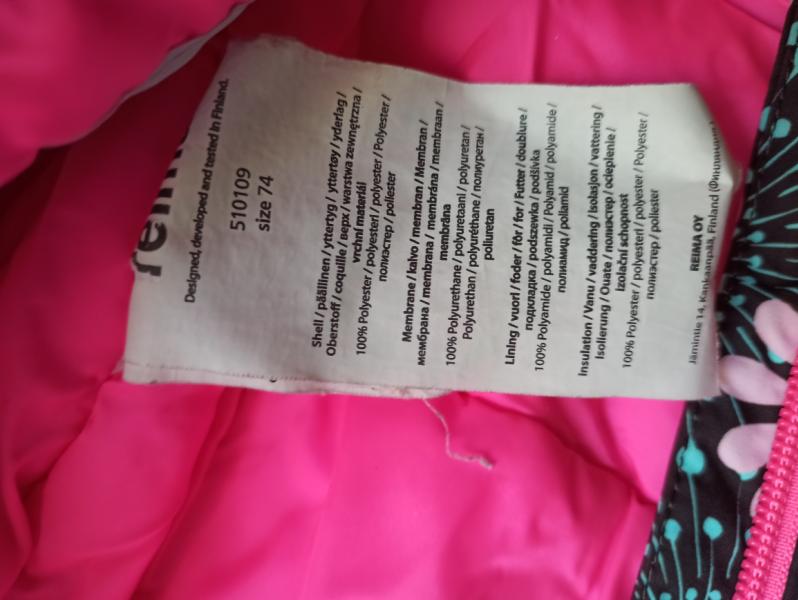 reima
Designed, developed and tested in Finland.
510109
size 74
Shell / päällinen / yttertyg / yttertøy / yderlag /
Oberstoff / coquille / верх / warstwa zewnętrzna /
vrchní materiál
100% Polyester / polyesteri / polyester / Polyester /
полиэстер / poliester
Membrane / kalvo / membran / Membran /
мембрана / membrana / membrána / membraan /
membrāna
100% Polyurethane / polyuretaani / polyuretan /
Polyurethan / polyuréthane / полиуретан /
poliuretan
Lining / vuori / foder / fôr / for / Futter / doublure /
подкладка / podszewka / podšívka
100% Polyamide / polyamidi / Polyamid / polyamide /
полиамид / poliamid
Insulation / Vanu / vaddering / isolasjon / vattering /
Isolierung / Ouate / полиэстер / ocieplenie /
Izolační schopnost
100% Polyester / polyesteri / polyester / Polyester /
полиэстер / poliester
REIMA OY
Jämintie 14, Kankaanpää, Finland